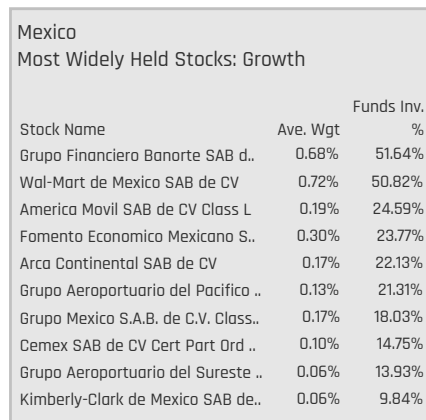 Mexico
Most Widely Held Stocks: Growth
Funds Inv.
Stock Name Ave. Wgt %
Grupo Financiero Banorte SAB d.. 0.68% 51.64%
Wal-Mart de Mexico SAB de CV 0.72% 50.82%
America Movil SAB de CV Class L 0.19% 24.59%
Fomento Economico Mexicano S.. 0.30% 23.77%
Arca Continental SAB de CV 0.17% 22.13%
Grupo Aeroportuario del Pacifico .. 0.13% 21.31%
Grupo Mexico S.A.B. de C.V. Class.. 0.17% 18.03%
Cemex SAB de CV Cert Part Ord .. 0.10% 14.75%
Grupo Aeroportuario del Sureste .. 0.06% 13.93%
Kimberly-Clark de Mexico SAB de.. 0.06% 9.84%